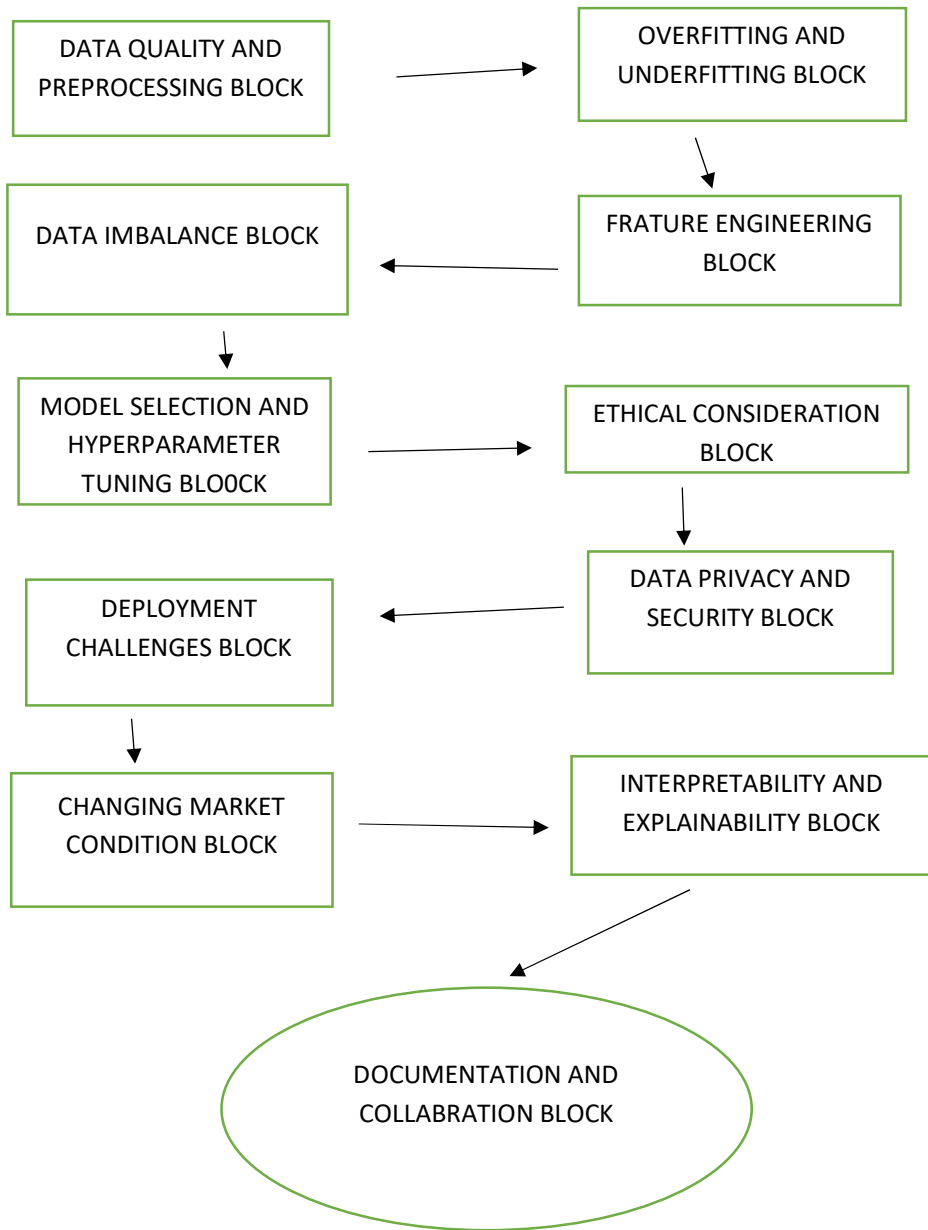 DATA QUALITY AND
PREPROCESSING BLOCK
OVERFITTING AND
UNDERFITTING BLOCK
FRATURE ENGINEERING
BLOCK
DATA IMBALANCE BLOCK
MODEL SELECTION AND
HYPERPARAMETER
TUNING BLO0CK
ETHICAL CONSIDERATION
BLOCK
DATA PRIVACY AND
SECURITY BLOCK
DEPLOYMENT
CHALLENGES BLOCK
CHANGING MARKET
CONDITION BLOCK
INTERPRETABILITY AND
EXPLAINABILITY BLOCK
DOCUMENTATION AND
COLLABRATION BLOCK